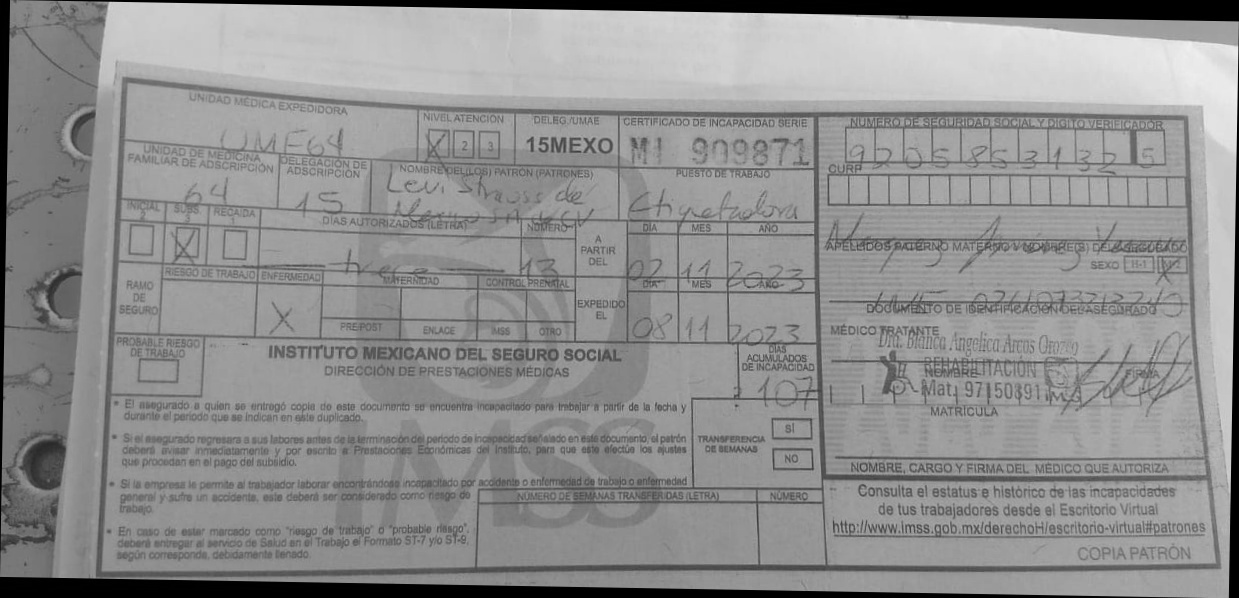 UNIDAD MÉDICA EXPEDIDORA
UMF64
NIVEL ATENCIÓN
X 2 3
DELEG./UMAE
15MEXO
CERTIFICADO DE INCAPACIDAD SERIE
MI 909871
NÚMERO DE SEGURIDAD SOCIAL Y DIGITO VERIFICADOR
9205853132 5
CURP
UNIDAD DE MEDICINA FAMILIAR DE ADSCRIPCIÓN
64
DELEGACIÓN DE ADSCRIPCIÓN
15
NOMBRE DE(LOS) PATRON (PATRONES)
Levi Strauss de
PUESTO DE TRABAJO
Etiquetadora
INICIAL 2
SUBS. 3
X
RECAIDA 1
DÍAS AUTORIZADOS (LETRA)
trece
NÚMERO
13
A PARTIR DEL
DIA MES AÑO
02 11 2023
APELLIDOS PATERNO MATERNO Y NOMBRE(S) DEL ASEGURADO
SEXO H-1
RAMO DE SEGURO
RIESGO DE TRABAJO
ENFERMEDAD
X
MATERNIDAD
PRE/POST
ENLACE
CONTROL PRENATAL
IMSS
OTRO
EXPEDIDO EL
DIA MES AÑO
08 11 2023
DOCUMENTO DE IDENTIFICACIÓN DEL ASEGURADO
PROBABLE RIESGO DE TRABAJO
INSTITUTO MEXICANO DEL SEGURO SOCIAL
DIRECCIÓN DE PRESTACIONES MÉDICAS
DÍAS ACUMULADOS DE INCAPACIDAD
107
MÉDICO TRATANTE
Dra. Blanca Angelica Arcos Orozco
REHABILITACIÓN
NOMBRE
FIRMA
Mat. 97150891
MATRÍCULA
* El asegurado a quien se entregó copia de este documento se encuentra incapacitado para trabajar a partir de la fecha y
durante el periodo que se indican en este duplicado.
* Si el asegurado regresara a sus labores antes de la terminación del periodo de incapacidad señalado en este documento, el patrón
deberá avisar inmediatamente y por escrito a Prestaciones Económicas del Instituto, para que este efectúe los ajustes
que procedan en el pago del subsidio.
* Si la empresa le permite al trabajador laborar encontrándose incapacitado por accidente o enfermedad de trabajo o enfermedad
general y sufre un accidente, este deberá ser considerado como riesgo de
trabajo.
* En caso de estar marcado como "riesgo de trabajo" o "probable riesgo",
deberá entregar al servicio de Salud en el Trabajo el Formato ST-7 y/o ST-9,
según corresponda, debidamente llenado.
TRANSFERENCIA DE SEMANAS
SÍ
NO
NÚMERO DE SEMANAS TRANSFERIDAS (LETRA)
NÚMERO
IMSS
NOMBRE, CARGO Y FIRMA DEL MÉDICO QUE AUTORIZA
Consulta el estatus e histórico de las incapacidades
de tus trabajadores desde el Escritorio Virtual
http://www.imss.gob.mx/derechoH/escritorio-virtual#patrones
COPIA PATRÓN